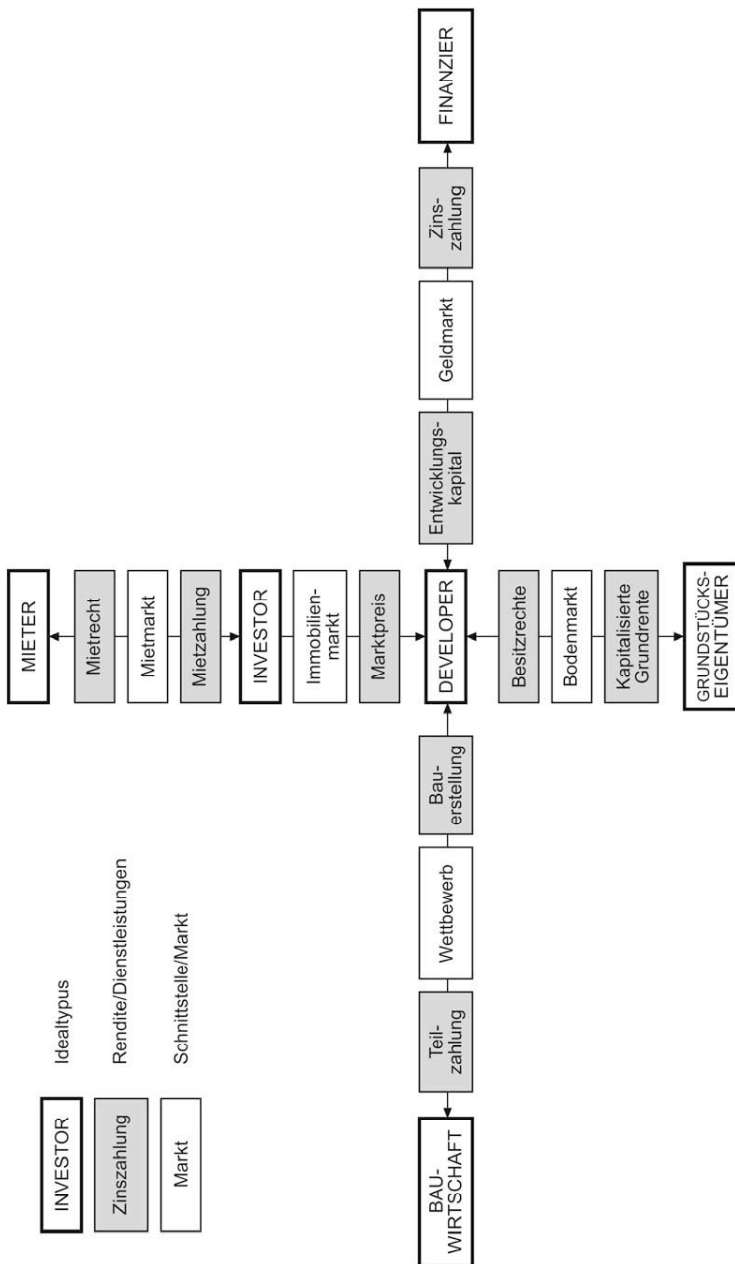 INVESTOR
Idealtypus
Zinszahlung
Rendite/Dienstleistungen
Markt
Schnittstelle/Markt
MIETER
Mietrecht
Mietmarkt
Mietzahlung
INVESTOR
Immobilien-
markt
Marktpreis
BAU-
WIRTSCHAFT
Teil-
zahlung
Wettbewerb
Bau-
erstellung
DEVELOPER
Entwicklungs-
kapital
Geldmarkt
Zins-
zahlung
FINANZIER
Besitzrechte
Bodenmarkt
Kapitalisierte
Grundrente
GRUNDSTÜCKS-
EIGENTÜMER